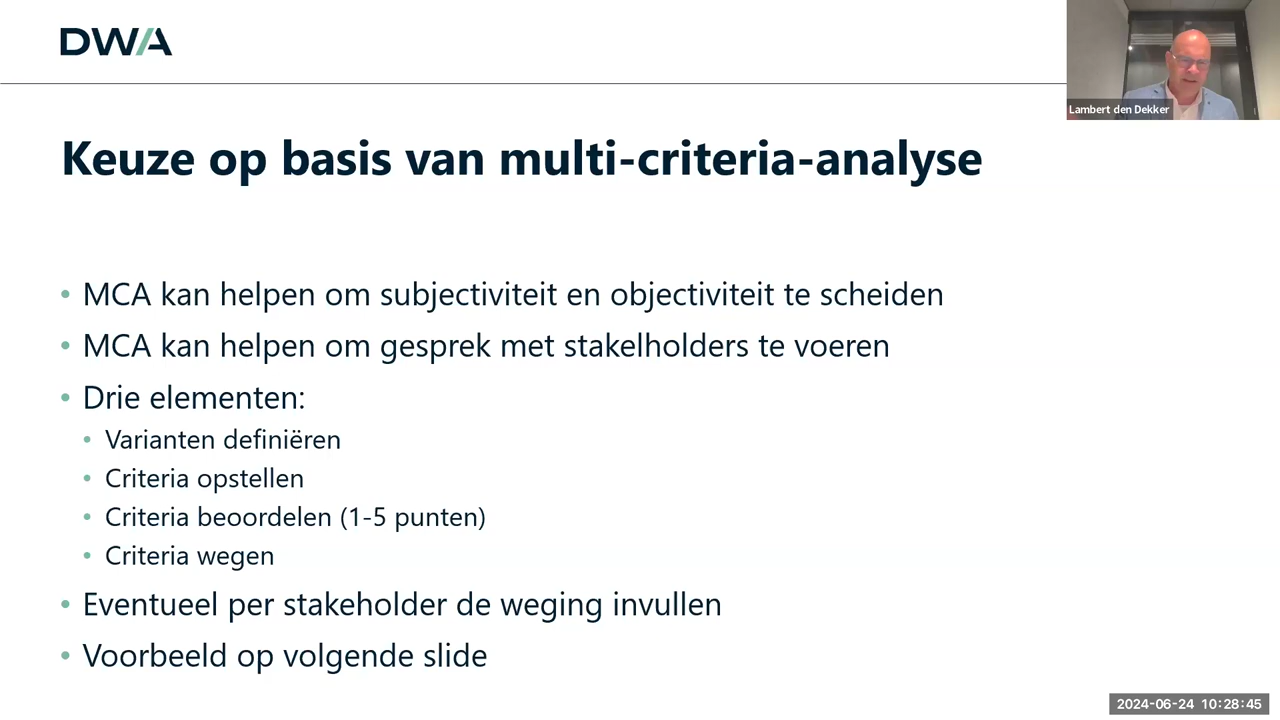 DWA
Lambert den Dekker
Keuze op basis van multi-criteria-analyse
• MCA kan helpen om subjectiviteit en objectiviteit te scheiden
• MCA kan helpen om gesprek met stakelholders te voeren
• Drie elementen:
• Varianten definiëren
• Criteria opstellen
• Criteria beoordelen (1-5 punten)
• Criteria wegen
• Eventueel per stakeholder de weging invullen
• Voorbeeld op volgende slide
2024-06-24 10:28:45